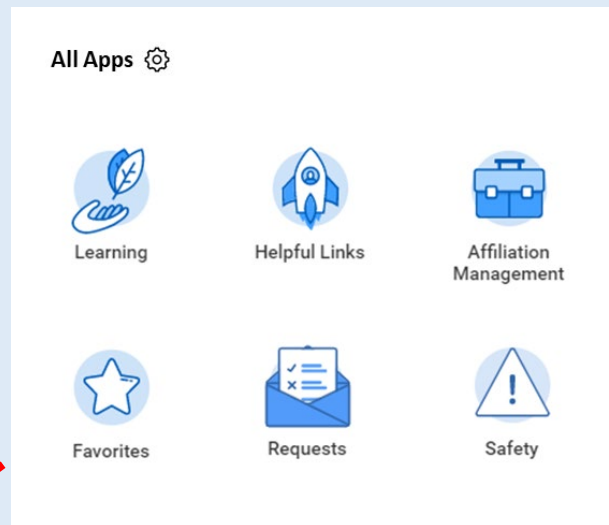 All Apps
Learning
Helpful Links
Affiliation
Management
Favorites
Requests
Safety